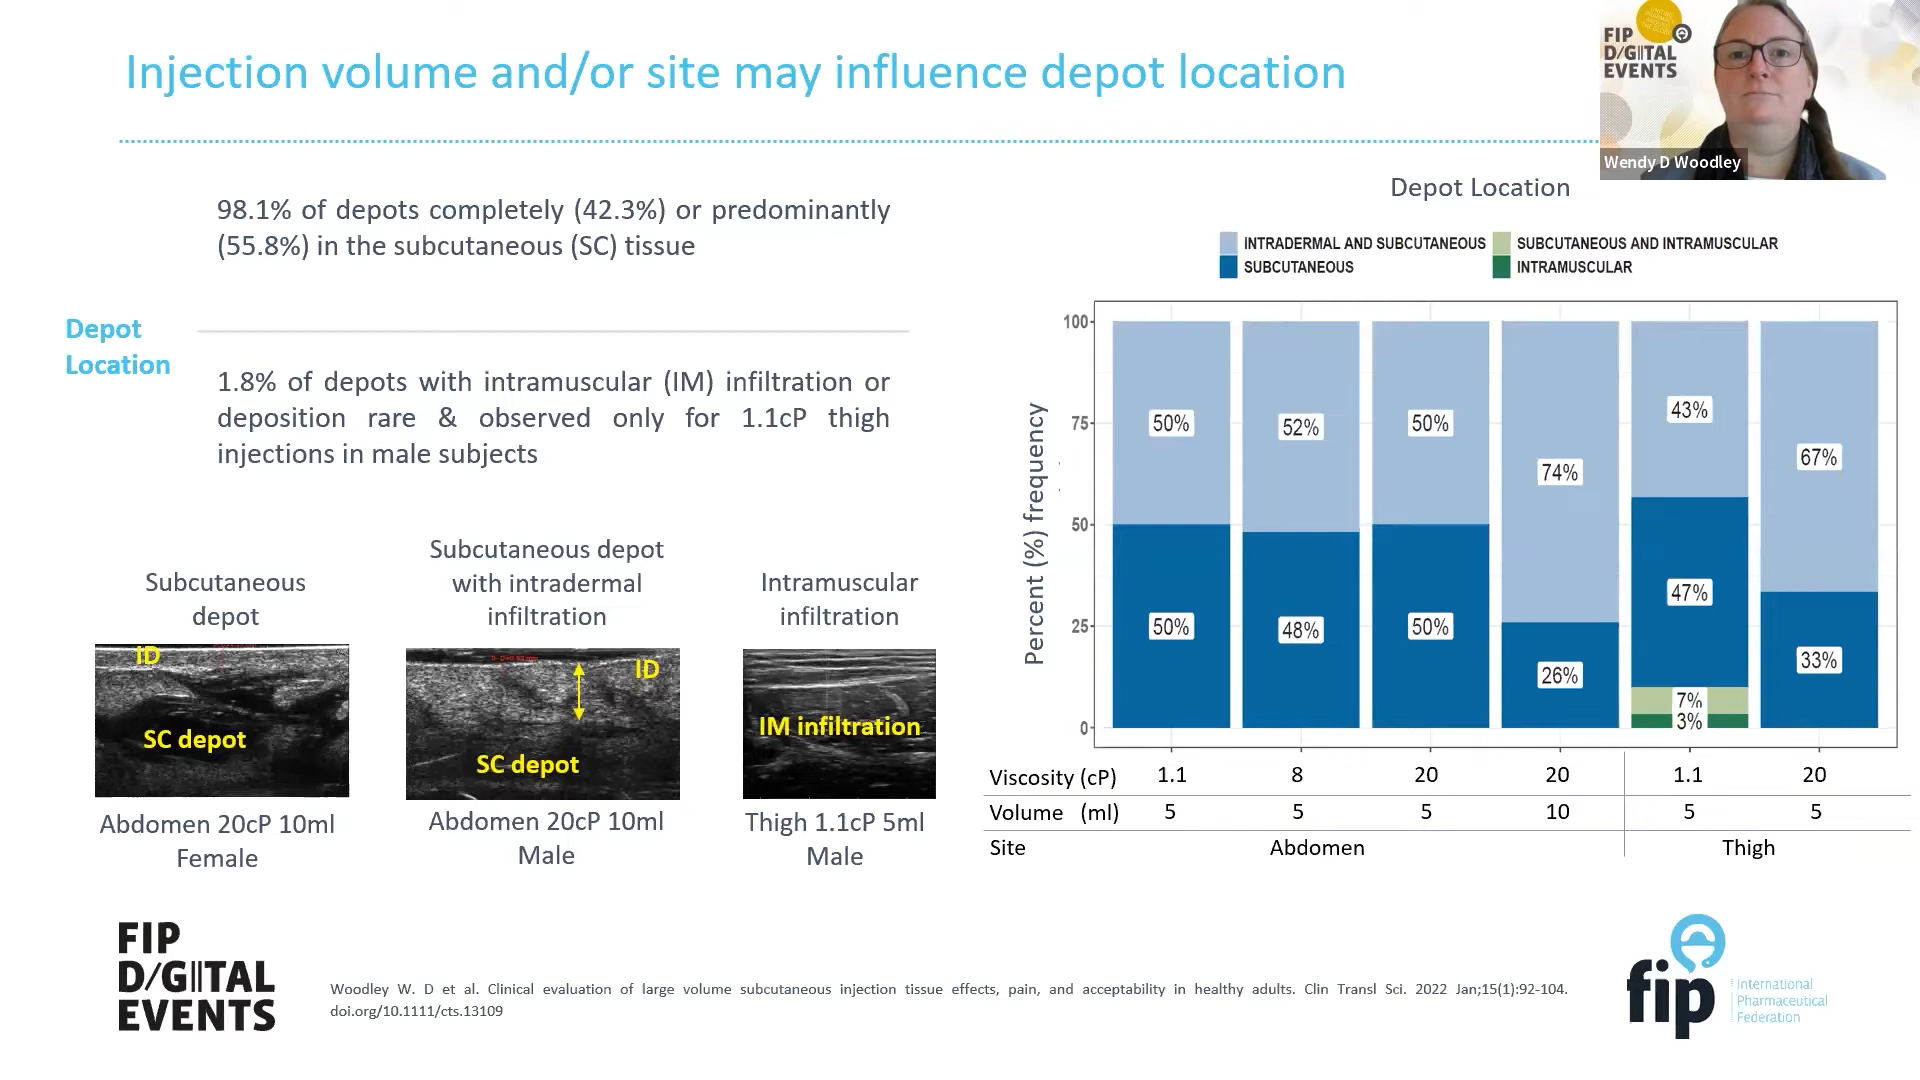 Injection volume and/or site may influence depot location
FIP
D/GITAL
EVENTS
Wendy D Woodley
98.1% of depots completely (42.3%) or predominantly
(55.8%) in the subcutaneous (SC) tissue
Depot
Location
1.8% of depots with intramuscular (IM) infiltration or
deposition rare & observed only for 1.1cP thigh
injections in male subjects
Subcutaneous
depot
ID
SC depot
Abdomen 20cP 10ml
Female
Subcutaneous depot
with intradermal
infiltration
ID
SC depot
Abdomen 20cP 10ml
Male
Intramuscular
infiltration
IM infiltration
Thigh 1.1cP 5ml
Male
Depot Location
INTRADERMAL AND SUBCUTANEOUS
SUBCUTANEOUS AND INTRAMUSCULAR
SUBCUTANEOUS
INTRAMUSCULAR
Percent (%) frequency
100
75
50
25
0
50%
50%
52%
48%
50%
50%
74%
26%
43%
47%
7%
3%
67%
33%
Viscosity (cP) 1.1 8 20 20 1.1 20
Volume (ml) 5 5 5 10 5 5
Site Abdomen Thigh
FIP
D/GITAL
EVENTS
Woodley W. D et al. Clinical evaluation of large volume subcutaneous injection tissue effects, pain, and acceptability in healthy adults. Clin Transl Sci. 2022 Jan;15(1):92-104.
doi.org/10.1111/cts.13109
fip
International
Pharmaceutical
Federation